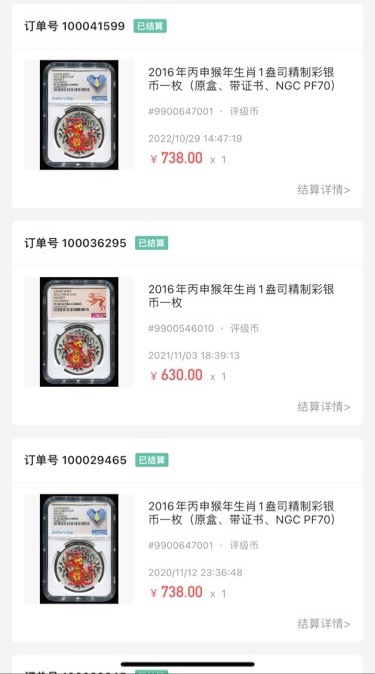 订单号 100041599 已结算
2016年丙申猴年生肖1盎司精制彩银
币一枚（原盒、带证书、NGC PF70）
#9900647001 · 评级币
2022/10/29 14:47:19
￥738.00 x 1
结算详情>
订单号 100036295 已结算
2016年丙申猴年生肖1盎司精制彩银
币一枚
#9900546010 · 评级币
2021/11/03 18:39:13
￥630.00 x 1
结算详情>
订单号 100029465 已结算
2016年丙申猴年生肖1盎司精制彩银
币一枚（原盒、带证书、NGC PF70）
#9900647001 · 评级币
2020/11/12 23:36:48
￥738.00 x 1
结算详情>